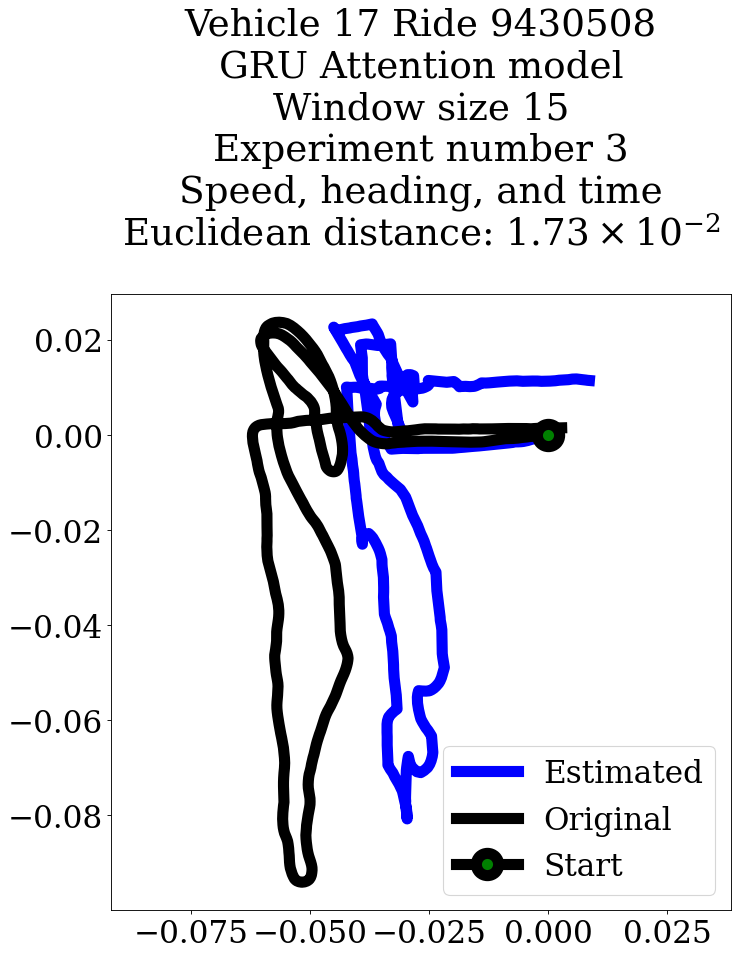 Vehicle 17 Ride 9430508
GRU Attention model
Window size 15
Experiment number 3
Speed, heading, and time
Euclidean distance: 1.73 × 10⁻²
0.02
0.00
−0.02
−0.04
−0.06
−0.08
Estimated
Original
Start
−0.075 −0.050 −0.025 0.000 0.025